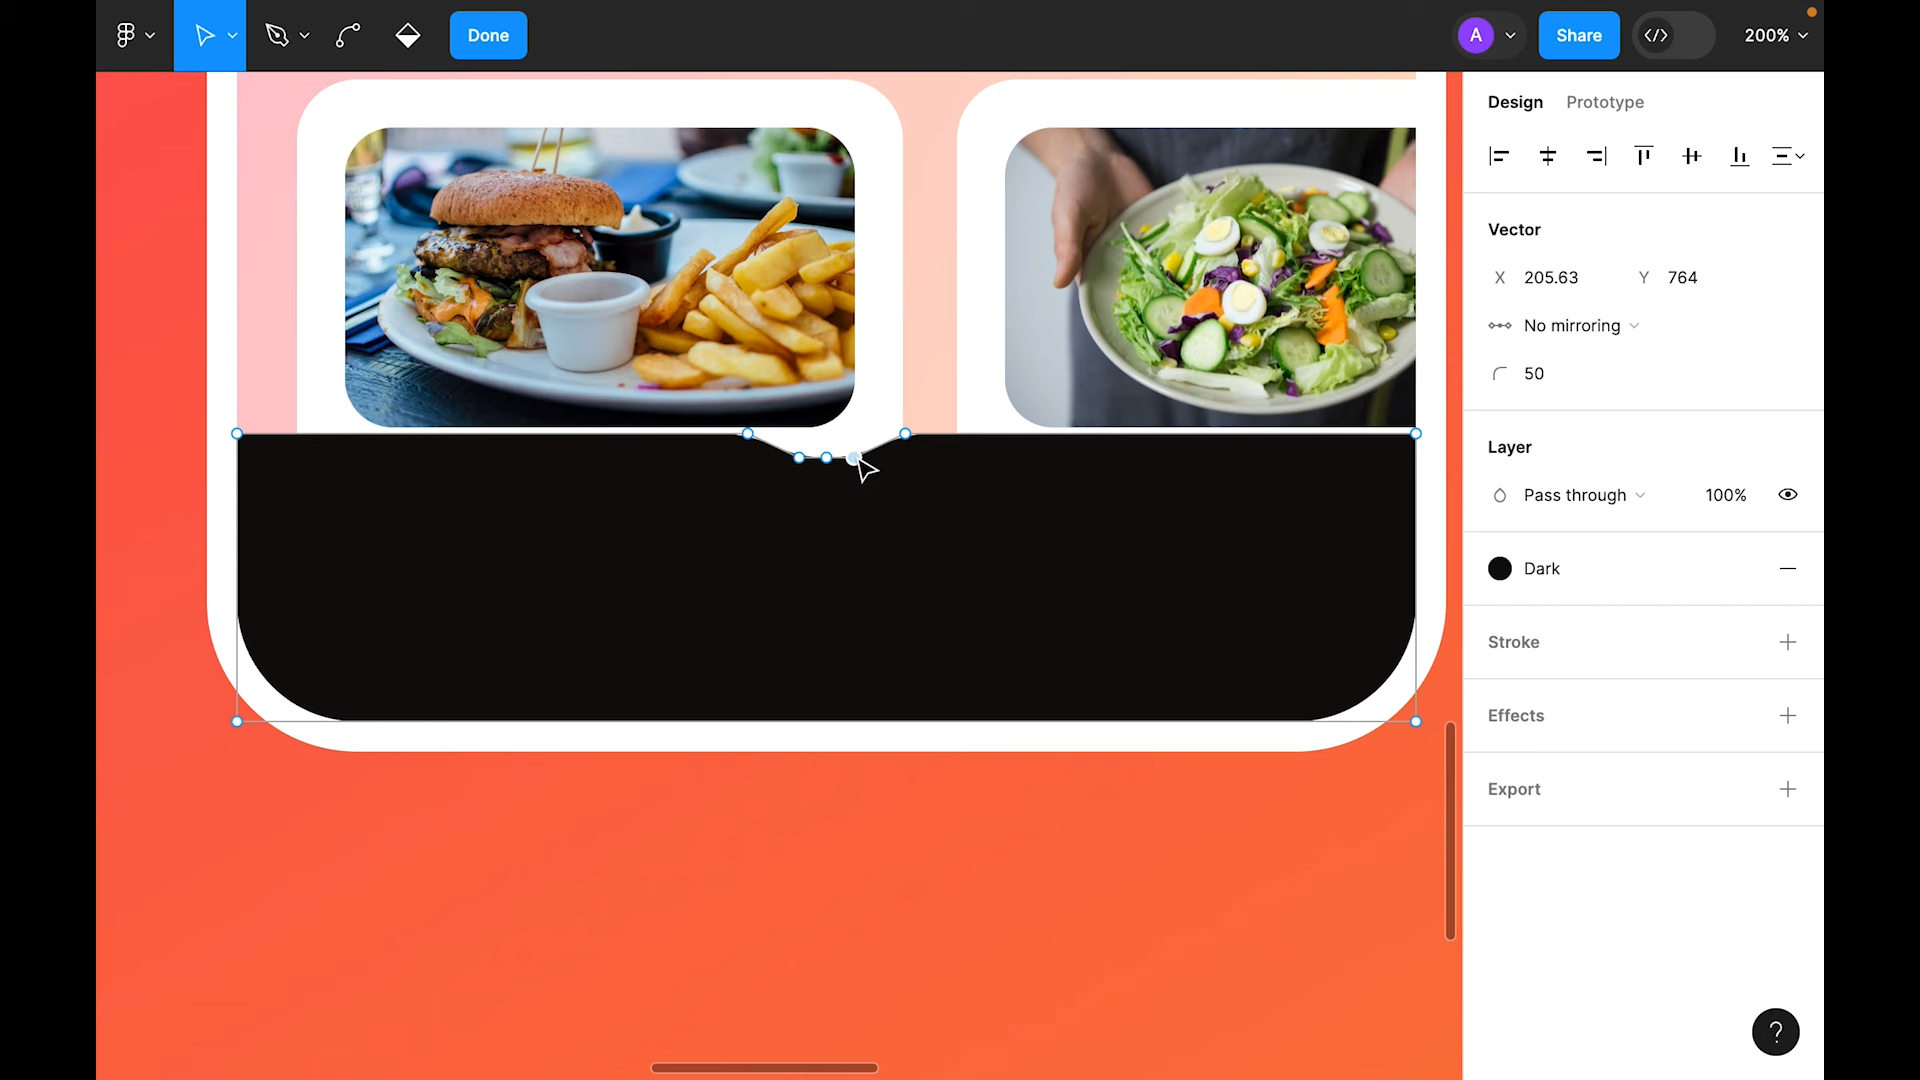 Done
A
Share
</>
200%
Design Prototype
Vector
X 205.63 Y 764
No mirroring
50
Layer
Pass through 100%
Dark
Stroke
Effects
Export
?